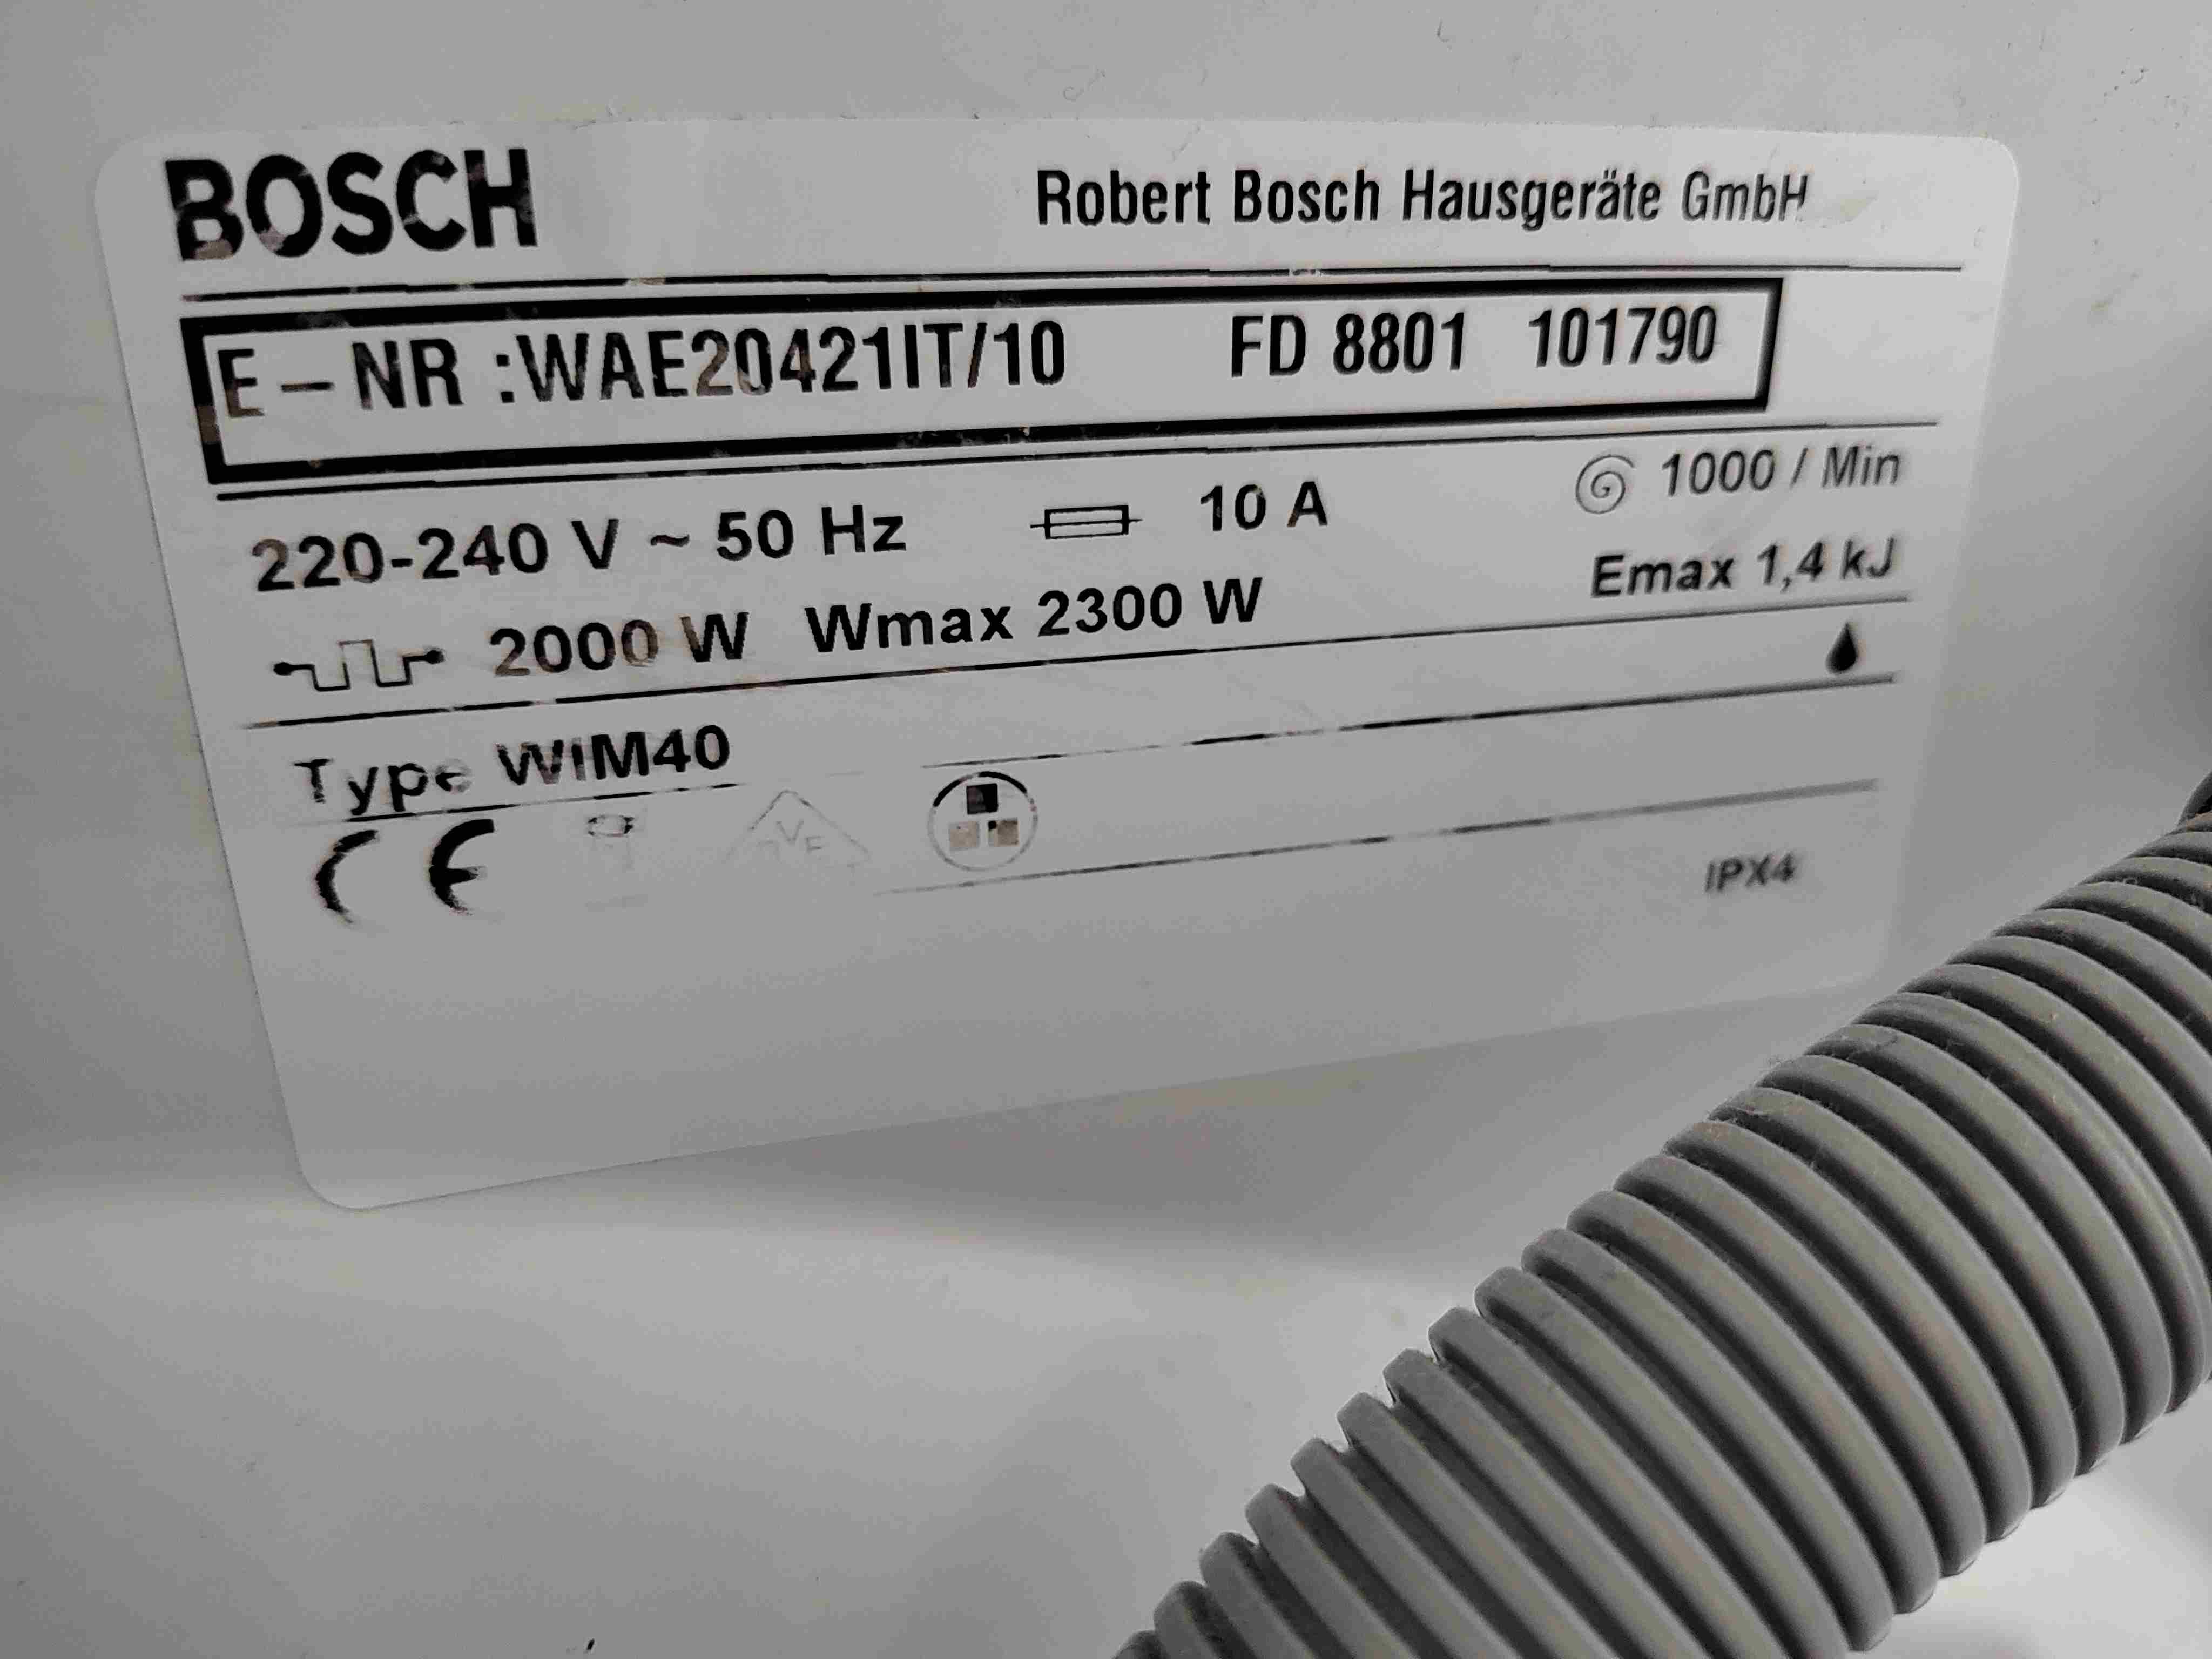 BOSCH Robert Bosch Hausgeräte GmbH
E – NR :WAE20421IT/10 FD 8801 101790
220-240 V ~ 50 Hz 10 A 1000 / Min
2000 W Wmax 2300 W Emax 1,4 kJ
Type WIM40
CE IPX4